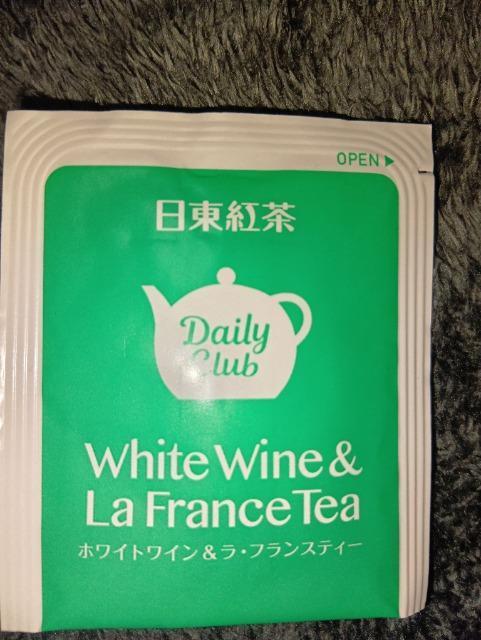 OPEN ▶
日東紅茶
Daily
Club
White Wine &
La France Tea
ホワイトワイン&ラ・フランスティー